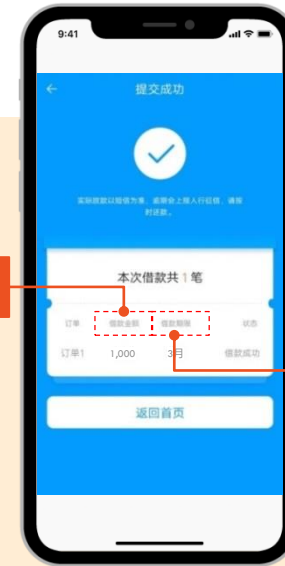 9:41
提交成功
实际放款以短信为准，逾期会上报人行征信，请按
时还款。
本次借款共 1 笔
订单 借款金额 借款期限 状态
订单1 1,000 3月 借款成功
返回首页